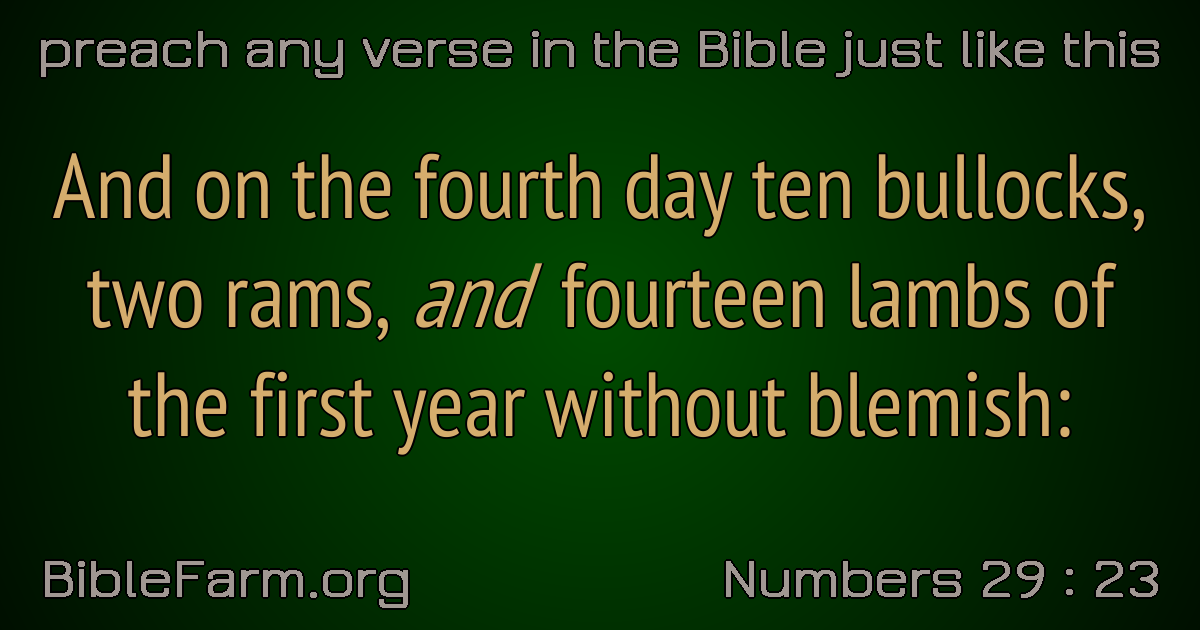 preach any verse in the Bible just like this
And on the fourth day ten bullocks,
two rams, and fourteen lambs of
the first year without blemish:
BibleFarm.org
Numbers 29 : 23